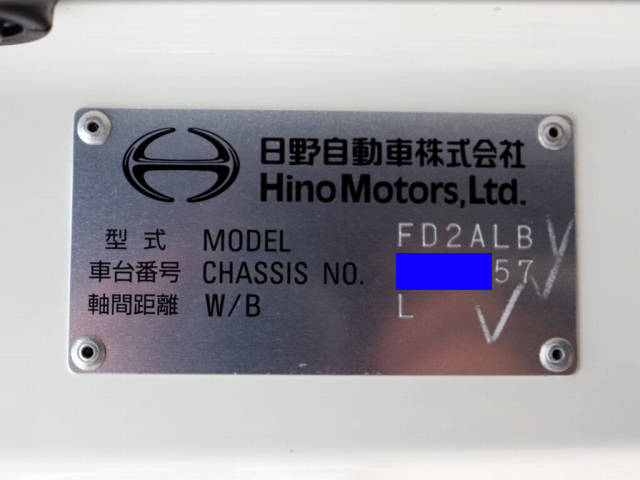 日野自動車株式会社
Hino Motors, Ltd.
型式 MODEL FD2ALB
車台番号 CHASSIS NO. 57
軸間距離 W/B L